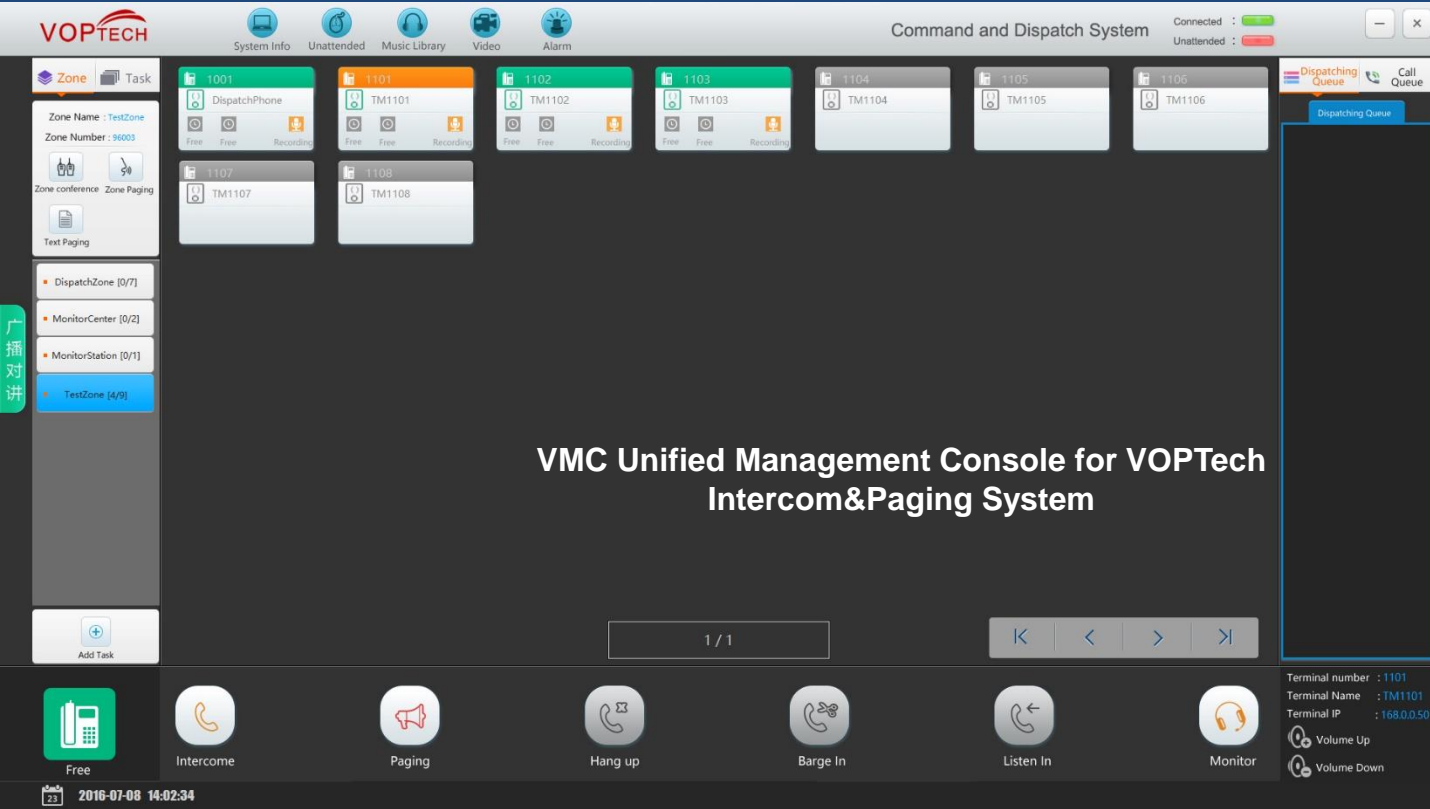 VOPTECH
System Info
Unattended
Music Library
Video
Alarm
Command and Dispatch System
Connected :
Unattended :
Zone
Task
Zone Name : TestZone
Zone Number : 96003
Zone conference
Zone Paging
Text Paging
DispatchZone [0/7]
MonitorCenter [0/2]
MonitorStation [0/1]
TestZone [4/9]
广播对讲
Add Task
1001
DispatchPhone
Free Free Recording
1101
TM1101
Free Free Recording
1102
TM1102
Free Free Recording
1103
TM1103
Free Free Recording
1104
TM1104
1105
TM1105
1106
TM1106
1107
TM1107
1108
TM1108
VMC Unified Management Console for VOPTech
Intercom&Paging System
1 / 1
Dispatching
Queue
Call
Queue
Dispatching Queue
Free
Intercome
Paging
Hang up
Barge In
Listen In
Monitor
Terminal number : 1101
Terminal Name : TM1101
Terminal IP : 168.0.0.50
Volume Up
Volume Down
23
2016-07-08 14:02:34